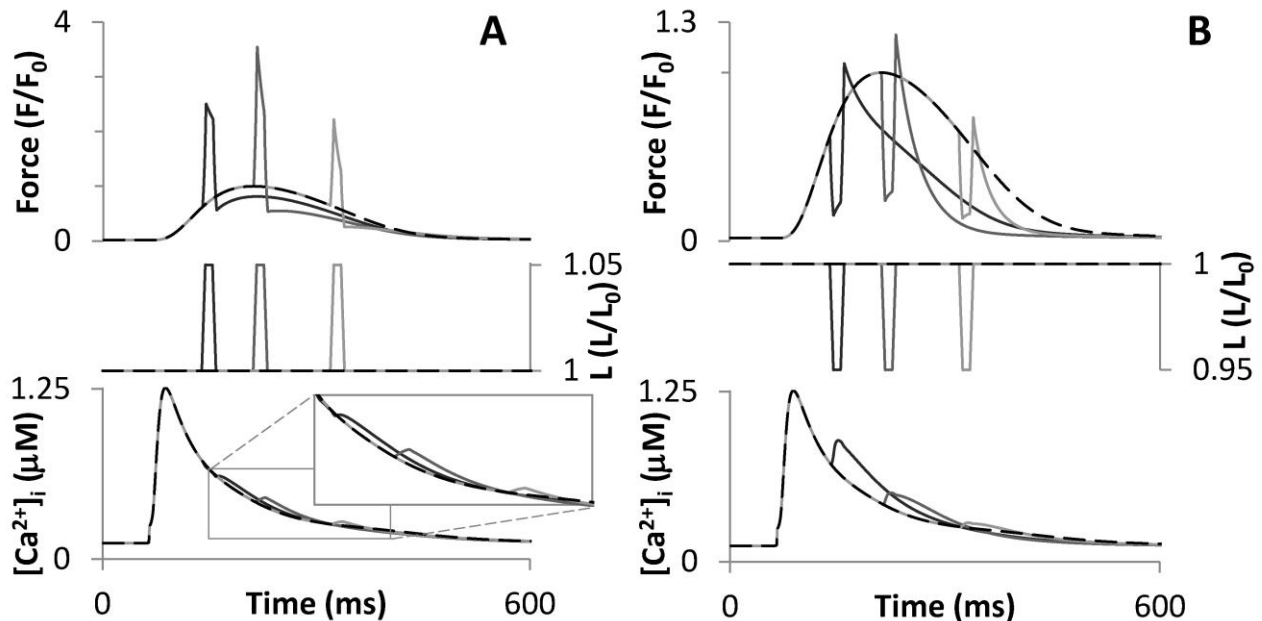 4
Force (F/F₀)
0
A
1.05
L (L/L₀)
1
1.25
[Ca²⁺]ᵢ (μM)
0
0
Time (ms)
600
1.3
Force (F/F₀)
0
B
1
L (L/L₀)
0.95
1.25
[Ca²⁺]ᵢ (μM)
0
0
Time (ms)
600